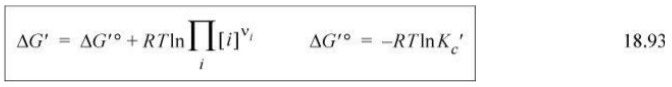 ΔG′ = ΔG′° + RTln∏[i]^νᵢ ΔG′° = –RTlnK_c′ 18.93
i